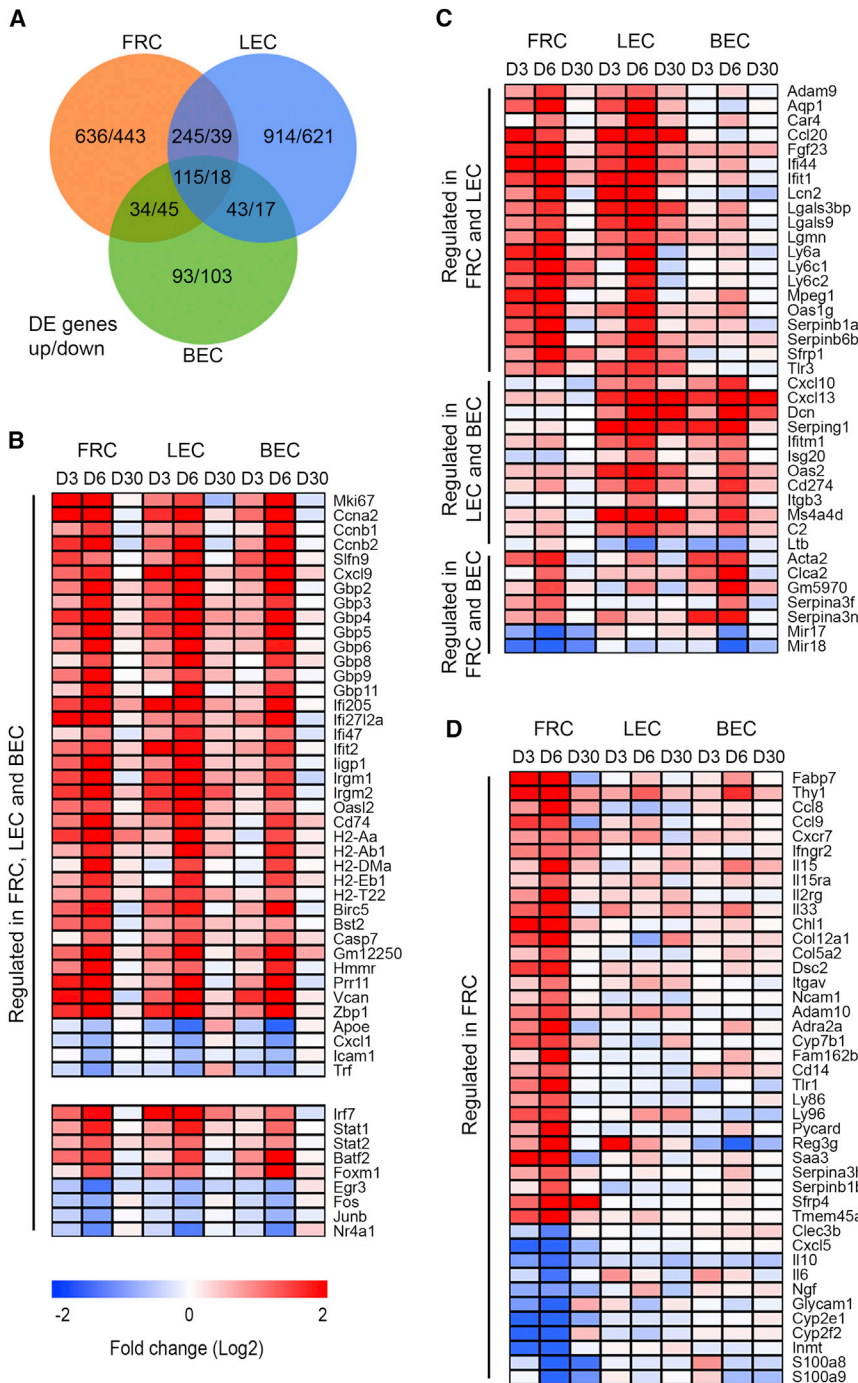 A
FRC LEC
636/443 245/39 914/621
115/18
34/45 43/17
93/103
DE genes
up/down
BEC
B
FRC LEC BEC
D3 D6 D30 D3 D6 D30 D3 D6 D30
Regulated in FRC, LEC and BEC
Mki67
Ccna2
Ccnb1
Ccnb2
Slfn9
Cxcl9
Gbp2
Gbp3
Gbp4
Gbp5
Gbp6
Gbp8
Gbp9
Gbp11
Ifi205
Ifi27l2a
Ifi47
Ifit2
Iigp1
Irgm1
Irgm2
Oasl2
Cd74
H2-Aa
H2-Ab1
H2-DMa
H2-Eb1
H2-T22
Birc5
Bst2
Casp7
Gm12250
Hmmr
Prr11
Vcan
Zbp1
Apoe
Cxcl1
Icam1
Trf
Irf7
Stat1
Stat2
Batf2
Foxm1
Egr3
Fos
Junb
Nr4a1
-2 0 2
Fold change (Log2)
C
FRC LEC BEC
D3 D6 D30 D3 D6 D30 D3 D6 D30
Regulated in
FRC and LEC
Adam9
Aqp1
Car4
Ccl20
Fgf23
Ifi44
Ifit1
Lcn2
Lgals3bp
Lgals9
Lgmn
Ly6a
Ly6c1
Ly6c2
Mpeg1
Oas1g
Serpinb1a
Serpinb6b
Sfrp1
Tlr3
Regulated in
LEC and BEC
Cxcl10
Cxcl13
Dcn
Serping1
Ifitm1
Isg20
Oas2
Cd274
Itgb3
Ms4a4d
C2
Ltb
Regulated in
FRC and BEC
Acta2
Clca2
Gm5970
Serpina3f
Serpina3n
Mir17
Mir18
D
FRC LEC BEC
D3 D6 D30 D3 D6 D30 D3 D6 D30
Regulated in FRC
Fabp7
Thy1
Ccl8
Ccl9
Cxcr7
Ifngr2
Il15
Il15ra
Il2rg
Il33
Chl1
Col12a1
Col5a2
Dsc2
Itgav
Ncam1
Adam10
Adra2a
Cyp7b1
Fam162b
Cd14
Tlr1
Ly86
Ly96
Pycard
Reg3g
Saa3
Serpina3
Serpinb1
Sfrp4
Tmem45a
Clec3b
Cxcl5
Il10
Il6
Ngf
Glycam1
Cyp2e1
Cyp2f2
Inmt
S100a8
S100a9